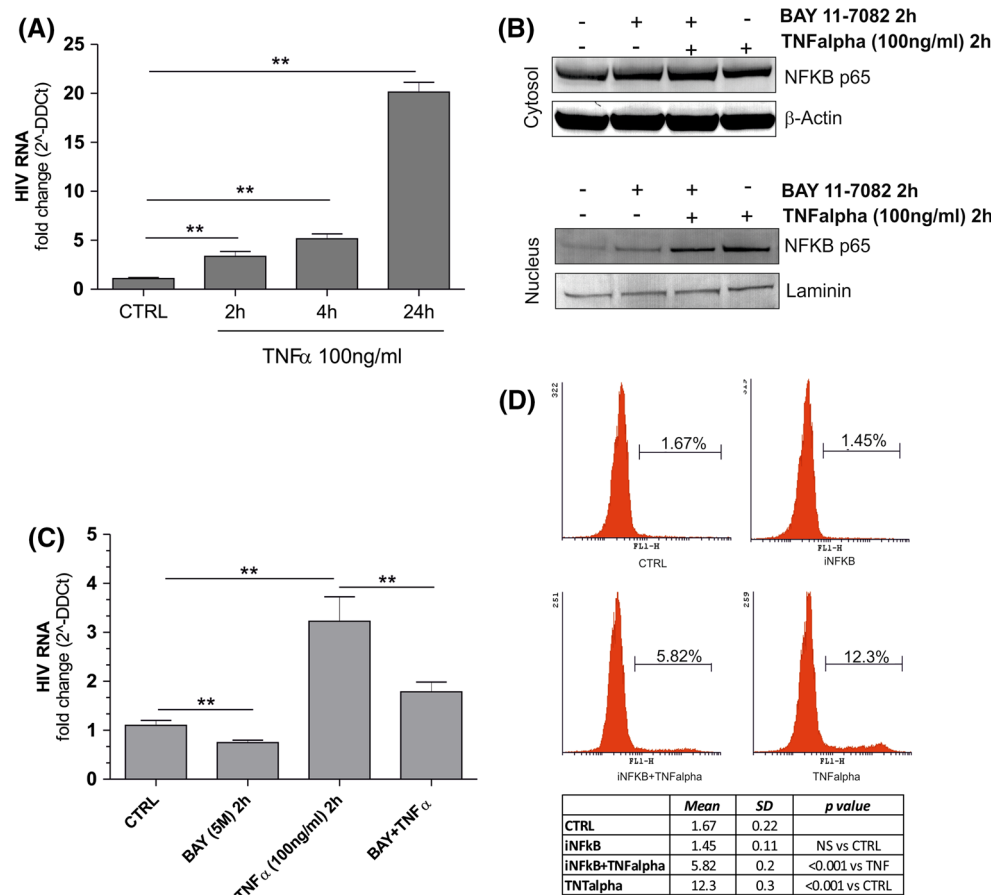 (A)
25
20
15
10
5
0
HIV RNA
fold change (2^-DDCt)
**
**
**
CTRL
2h
4h
24h
TNFα 100ng/ml
(B)
- + + - BAY 11-7082 2h
- - + + TNFalpha (100ng/ml) 2h
Cytosol
NFKB p65
β-Actin
- + + - BAY 11-7082 2h
- - + + TNFalpha (100ng/ml) 2h
Nucleus
NFKB p65
Laminin
(C)
5
4
3
2
1
0
HIV RNA
fold change (2^-DDCt)
**
**
**
CTRL
BAY (5M) 2h
TNFα (100ng/ml) 2h
BAY+TNFα
(D)
322
1.67%
FL1-H
CTRL
1.45%
FL1-H
iNFKB
251
5.82%
FL1-H
iNFKB+TNFalpha
259
12.3%
FL1-H
TNFalpha
Mean SD p value
CTRL 1.67 0.22
iNFkB 1.45 0.11 NS vs CTRL
iNFkB+TNFalpha 5.82 0.2 <0.001 vs TNF
TNTalpha 12.3 0.3 <0.001 vs CTRL